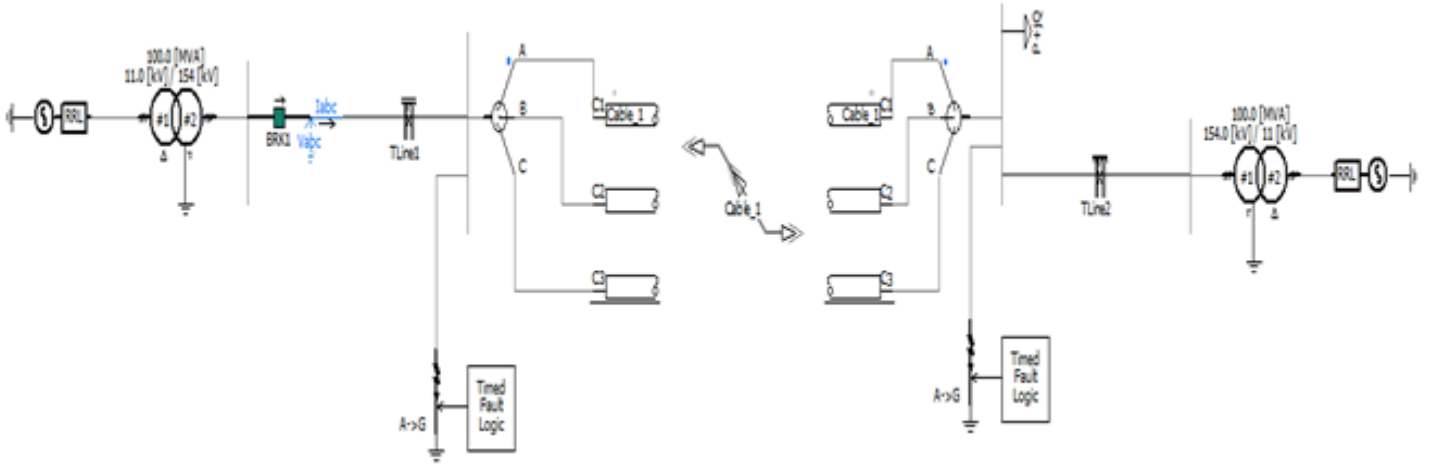 100.0 [MVA]
11.0 [kV] / 154 [kV]
RRL
#1 #2
Δ
BRK1
Iabc
Vabc
TLine1
A
B
C
C1
Cable_1
C2
C3
Cable_1
A->G
Timed
Fault
Logic
Cable_1
C1
C2
C3
A
B
C
P + jQ
A->G
Timed
Fault
Logic
TLine2
100.0 [MVA]
154.0 [kV] / 11 [kV]
#1 #2
Δ
RRL